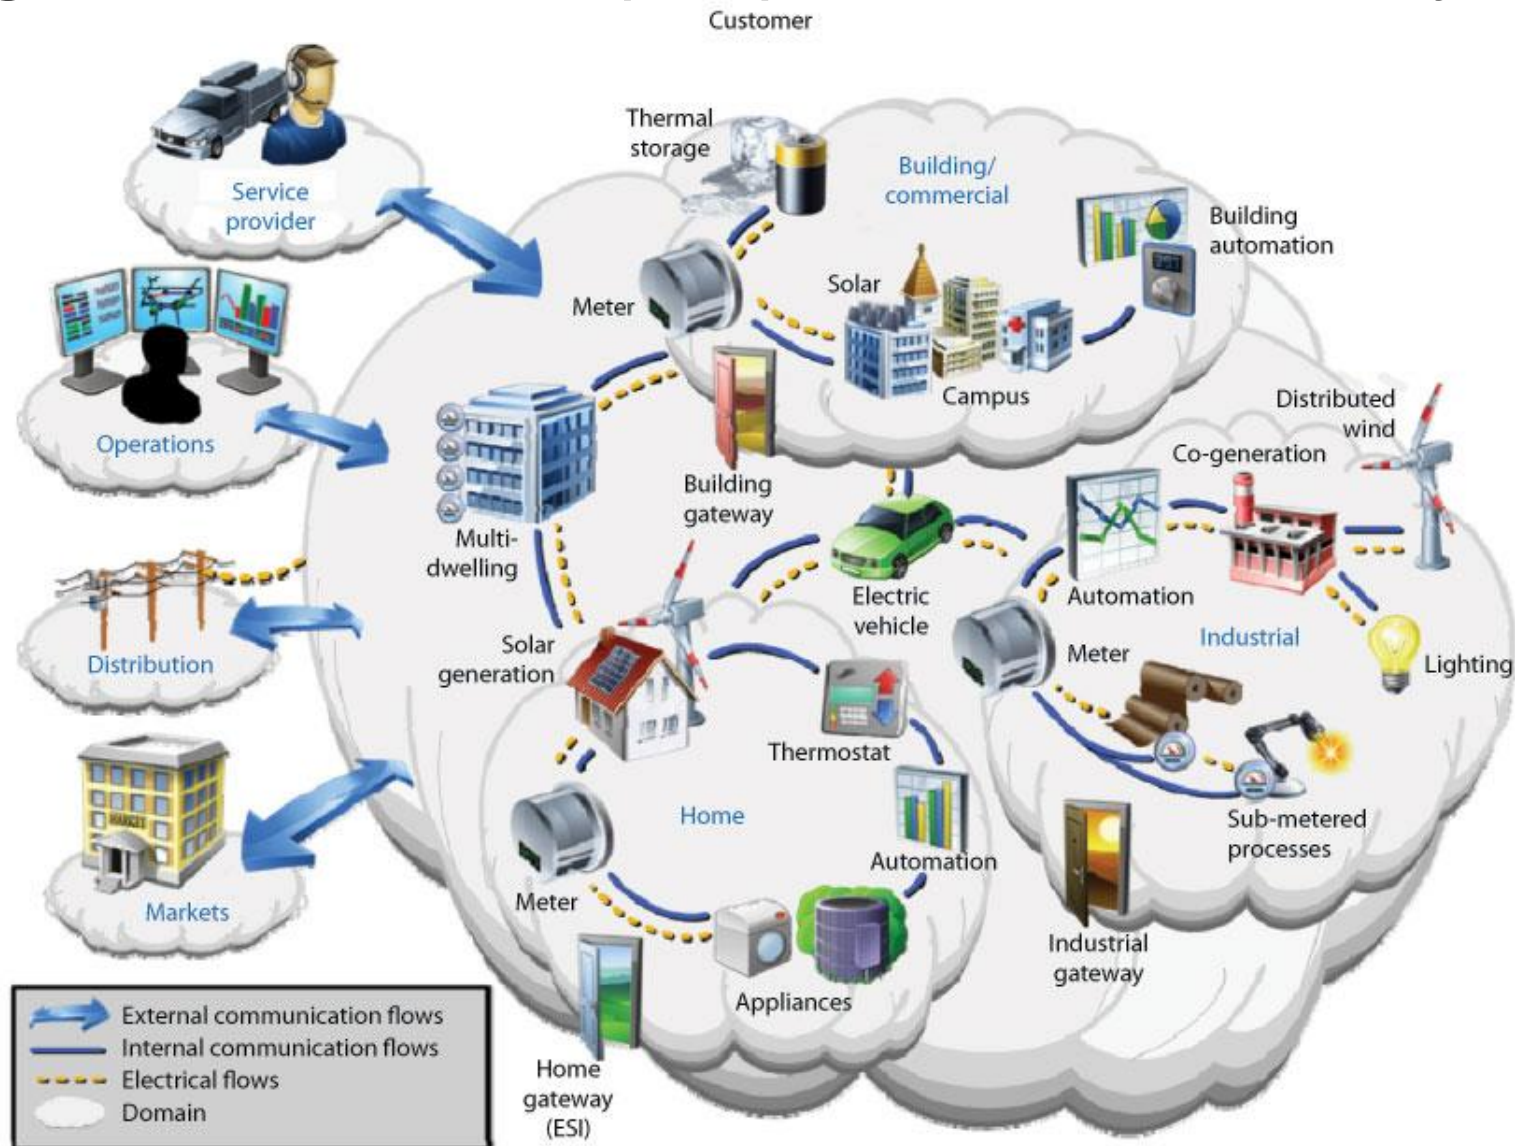 Customer
Thermal
storage
Building/
commercial
Service
provider
Building
automation
Solar
Meter
Campus
Distributed
wind
Operations
Co-generation
Building
gateway
Multi-
dwelling
Electric
vehicle
Automation
Industrial
Distribution
Solar
generation
Meter
Lighting
Thermostat
Home
MARKET
Sub-metered
processes
Automation
Meter
Markets
Industrial
gateway
Appliances
External communication flows
Internal communication flows
Electrical flows
Domain
Home
gateway
(ESI)